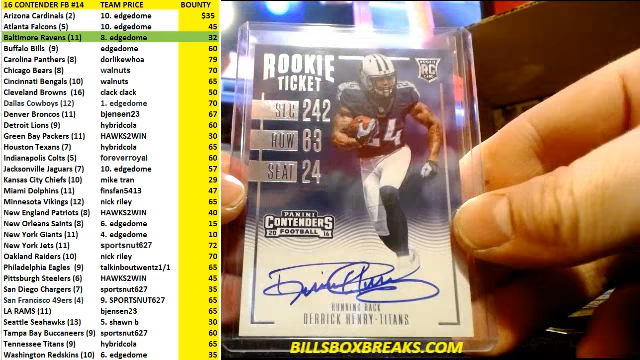 16 CONTENDER FB #14 TEAM PRICE BOUNTY
Arizona Cardinals (2) 10. edgedome $35
Atlanta Falcons (5) 10. edgedome 45
Baltimore Ravens (11) 8. edgedome 32
Buffalo Bills (9) edgedome 60
Carolina Panthers (8) dorlikewhoa 79
Chicago Bears (8) walnuts 70
Cincinnati Bengals (10) walnuts 65
Cleveland Browns (16) clack clack 50
Dallas Cowboys (12) 1. edgedome 70
Denver Broncos (11) bjensen23 67
Detroit Lions (9) hybridcola 60
Green Bay Packers (11) HAWKS2WIN 30
Houston Texas (7) hybridcola 65
Indianapolis Colts (5) foreverroyal 60
Jacksonville Jaguars (7) 10. edgedome 57
Kansas City Chiefs (10) mike tran 29
Miami Dolphins (11) finsfan5413 47
Minnesota Vikings (12) nick riley 65
New England Patriots (8) HAWKS2WIN 40
New Orleans Saints (8) 6. edgedome 15
New York Giants (11) 4. edgedome 10
New York Jets (11) sportsnut627 72
Oakland Raiders (10) nick riley 70
Philadelphia Eagles (9) talkinboutwentz1/1 65
Pittsburgh Steelers (6) HAWKS2WIN 45
San Diego Chargers (7) sportsnut627 35
San Francisco 49ers (4) 9. SPORTSNUT627 65
LA RAMS (11) bjensen23 65
Seattle Seahawks (13) 5. shawn b 30
Tampa Bay Buccaneers (9) sportsnut627 60
Tennessee Titans (9) hybridcola 65
Washington Redskins (10) 6. edgedome 35
ROOKIE
TICKET
RC
SEC 242
ROW 63
SEAT 24
24
PANINI
CONTENDERS
20 FOOTBALL 16
RUNNING BACK
DERRICK HENRY-TITANS
BILLSBOXBREAKS.COM